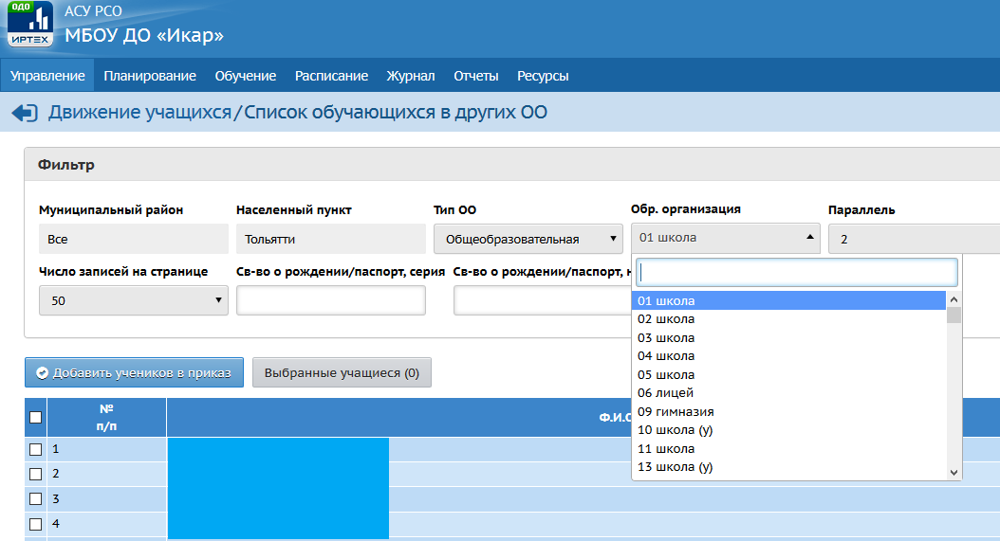 ОДО
ИРТЕХ
АСУ РСО
МБОУ ДО «Икар»
Управление Планирование Обучение Расписание Журнал Отчеты Ресурсы
Движение учащихся/Список обучающихся в других ОО
Фильтр
Муниципальный район Населенный пункт Тип ОО Обр. организация Параллель
Все Тольятти Общеобразовательная 01 школа 2
Число записей на странице Св-во о рождении/паспорт, серия Св-во о рождении/паспорт,
50
01 школа
02 школа
03 школа
04 школа
05 школа
06 лицей
09 гимназия
10 школа (у)
11 школа
13 школа (у)
Добавить учеников в приказ Выбранные учащиеся (0)
№ п/п Ф.И.
1
2
3
4